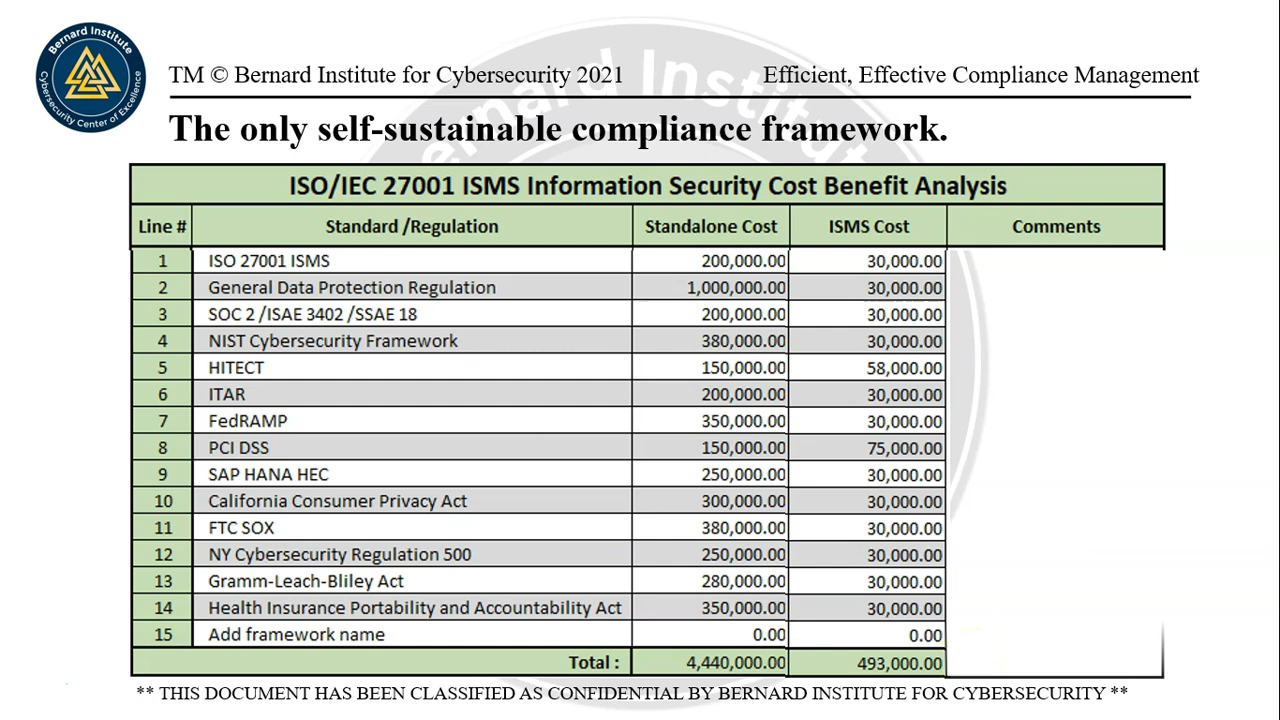 Bernard Institute
Cybersecurity Center of Excellence
TM © Bernard Institute for Cybersecurity 2021 Efficient, Effective Compliance Management
The only self-sustainable compliance framework.
Bernard Institute
ISO/IEC 27001 ISMS Information Security Cost Benefit Analysis
Line # Standard /Regulation Standalone Cost ISMS Cost Comments
1 ISO 27001 ISMS 200,000.00 30,000.00
2 General Data Protection Regulation 1,000,000.00 30,000.00
3 SOC 2 /ISAE 3402 /SSAE 18 200,000.00 30,000.00
4 NIST Cybersecurity Framework 380,000.00 30,000.00
5 HITECT 150,000.00 58,000.00
6 ITAR 200,000.00 30,000.00
7 FedRAMP 350,000.00 30,000.00
8 PCI DSS 150,000.00 75,000.00
9 SAP HANA HEC 250,000.00 30,000.00
10 California Consumer Privacy Act 300,000.00 30,000.00
11 FTC SOX 380,000.00 30,000.00
12 NY Cybersecurity Regulation 500 250,000.00 30,000.00
13 Gramm-Leach-Bliley Act 280,000.00 30,000.00
14 Health Insurance Portability and Accountability Act 350,000.00 30,000.00
15 Add framework name 0.00 0.00
Total : 4,440,000.00 493,000.00
** THIS DOCUMENT HAS BEEN CLASSIFIED AS CONFIDENTIAL BY BERNARD INSTITUTE FOR CYBERSECURITY **